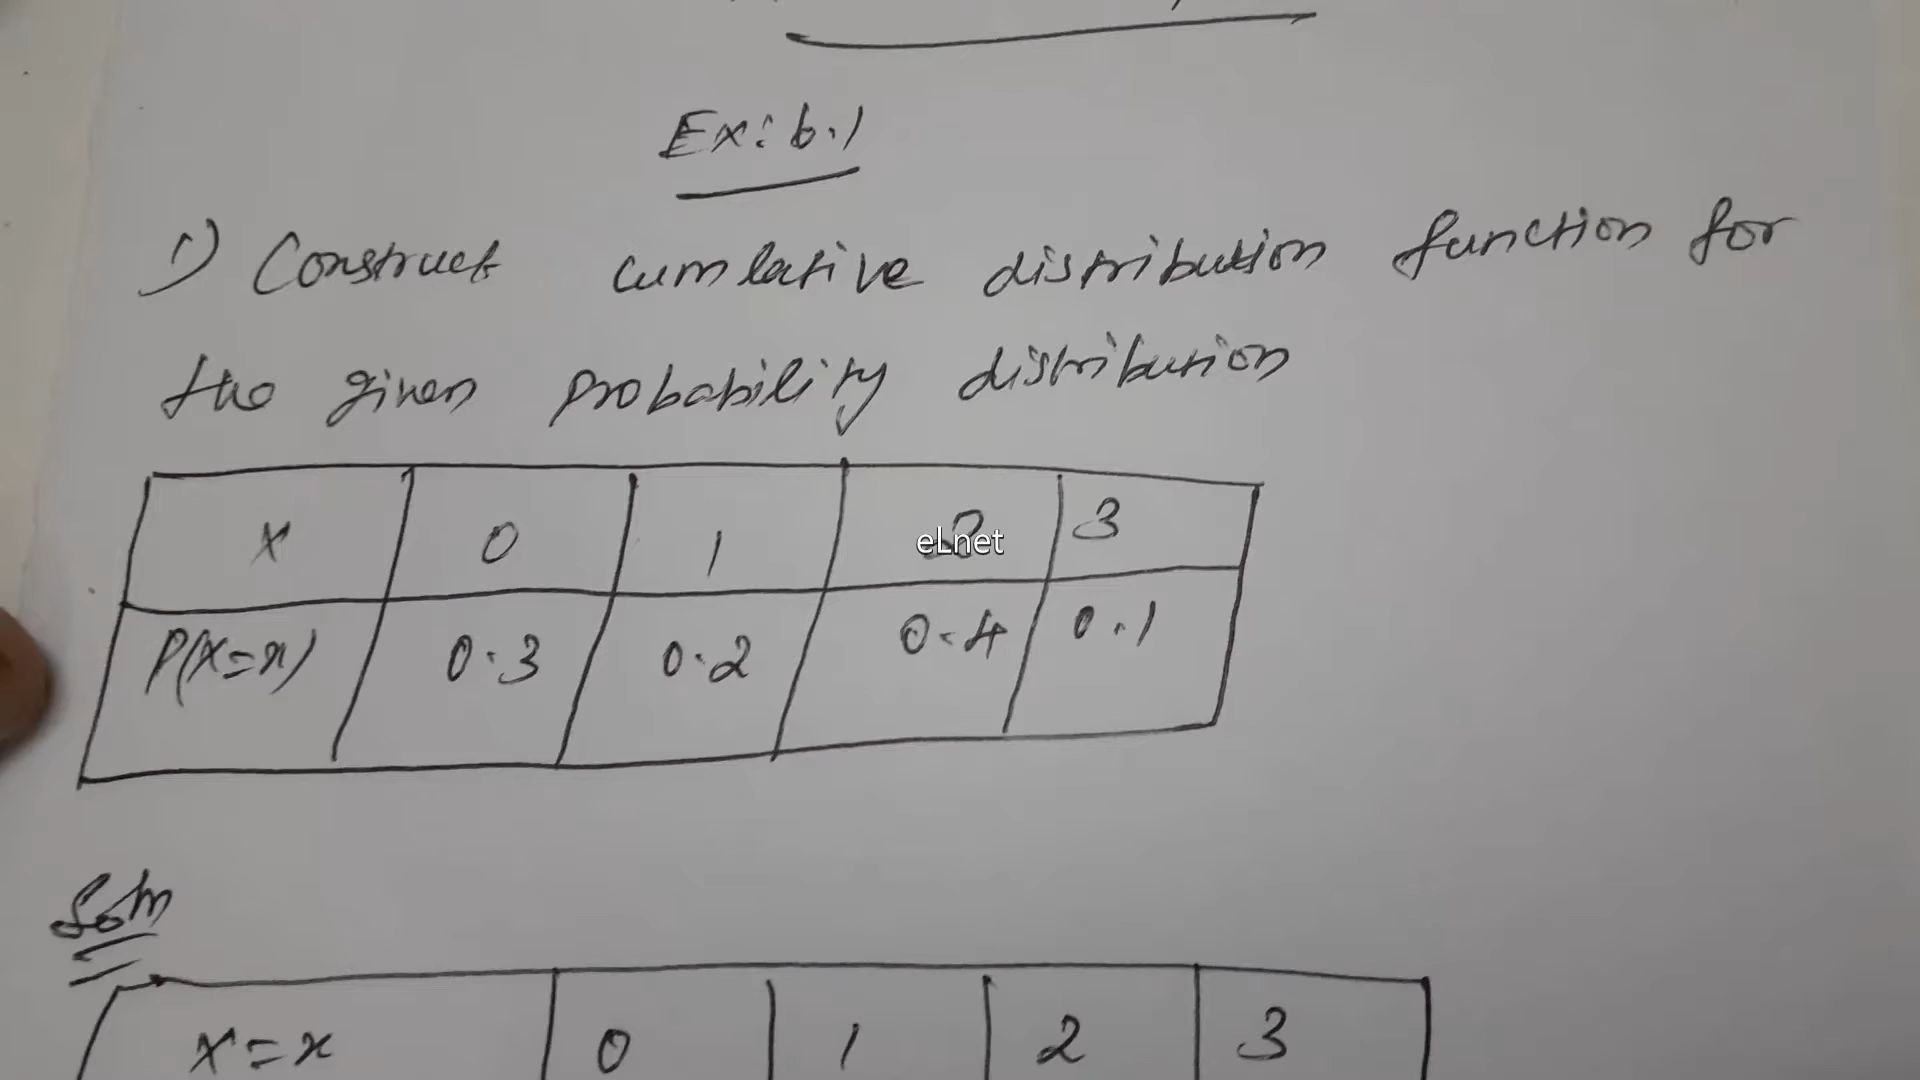 Ex: 6.1
1) Construct cumlative distribution function for
the given probability distribution
X 0 1 2 3
eLnet
P(X=x) 0.3 0.2 0.4 0.1
Soln
X=x 0 1 2 3